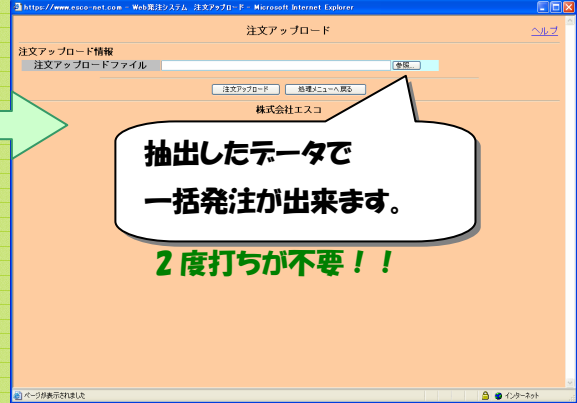 https://www.esco-net.com - Web発注システム 注文アップロード - Microsoft Internet Explorer
注文アップロード
ヘルプ
注文アップロード情報
注文アップロードファイル
参照...
注文アップロード
処理メニューへ戻る
株式会社エスコ
抽出したデータで
一括発注が出来ます。
2度打ちが不要！！
ページが表示されました
インターネット